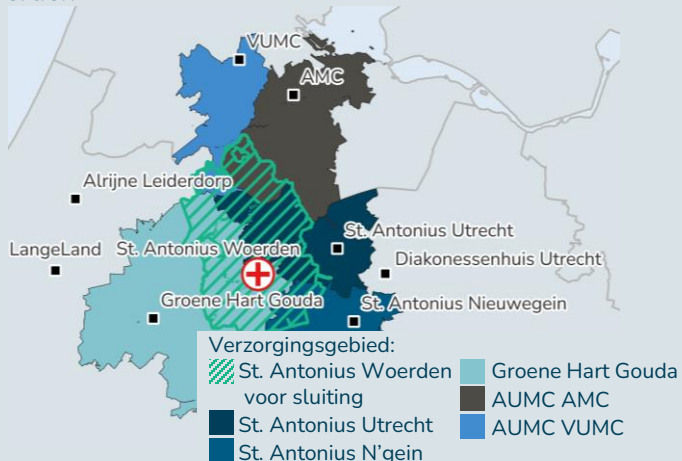 VUMC
AMC
Alrijne Leiderdorp
St. Antonius Utrecht
LangeLand
St. Antonius Woerden
Diakonessenhuis Utrecht
Groene Hart Gouda
St. Antonius Nieuwegein
Verzorgingsgebied:
St. Antonius Woerden
voor sluiting
St. Antonius Utrecht
St. Antonius N'gein
Groene Hart Gouda
AUMC AMC
AUMC VUMC